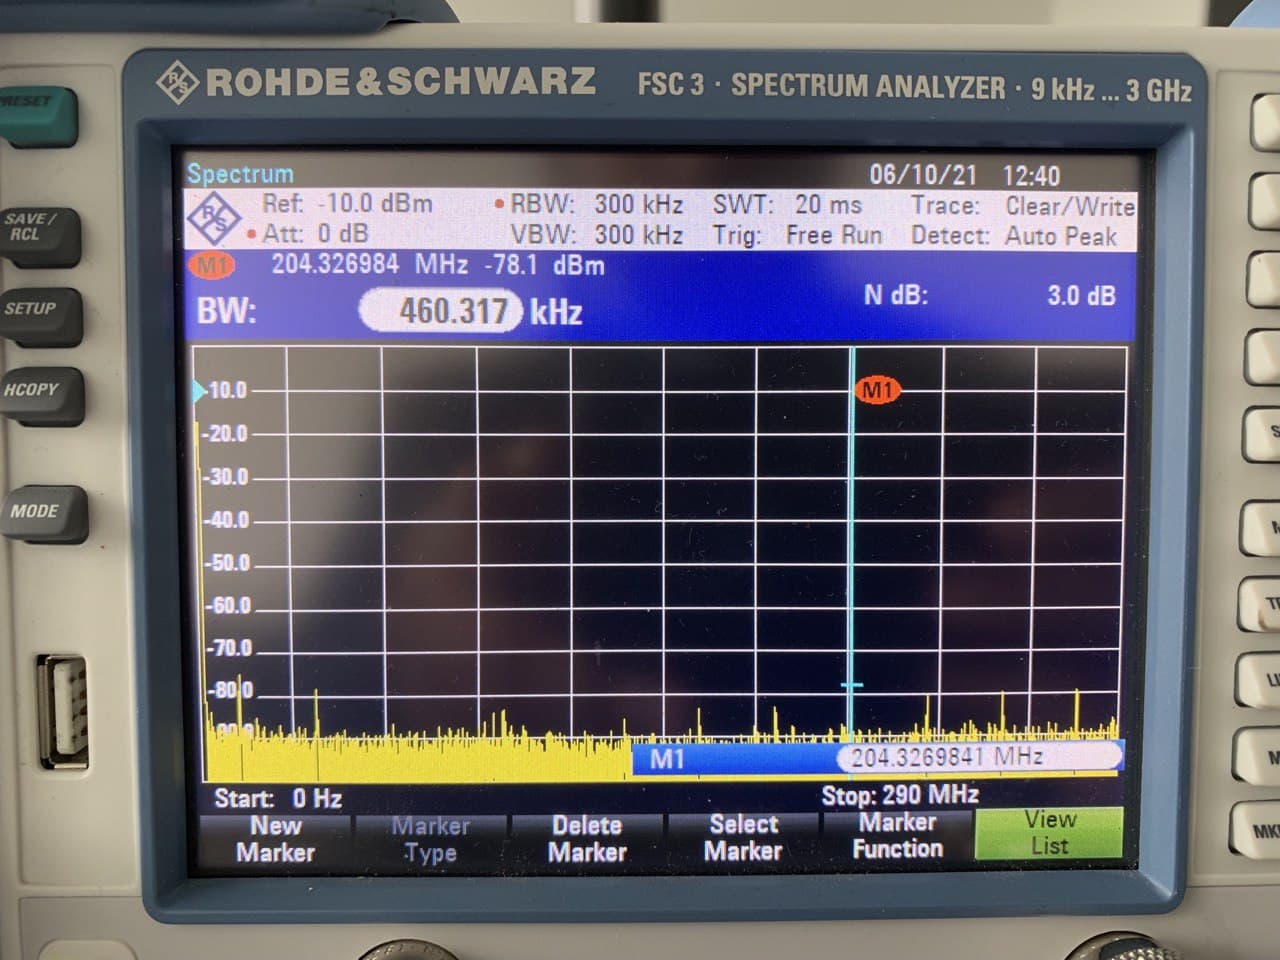 ROHDE&SCHWARZ FSC 3 · SPECTRUM ANALYZER · 9 kHz ... 3 GHz
PRESET
SAVE/
RCL
SETUP
HCOPY
MODE
Spectrum 06/10/21 12:40
Ref: -10.0 dBm RBW: 300 kHz SWT: 20 ms Trace: Clear/Write
Att: 0 dB VBW: 300 kHz Trig: Free Run Detect: Auto Peak
M1 204.326984 MHz -78.1 dBm
BW: 460.317 kHz N dB: 3.0 dB
M1
-10.0
-20.0
-30.0
-40.0
-50.0
-60.0
-70.0
-80.0
M1 204.3269841 MHz
Start: 0 Hz Stop: 290 MHz
New Marker
Marker Type
Delete Marker
Select Marker
Marker Function
View List